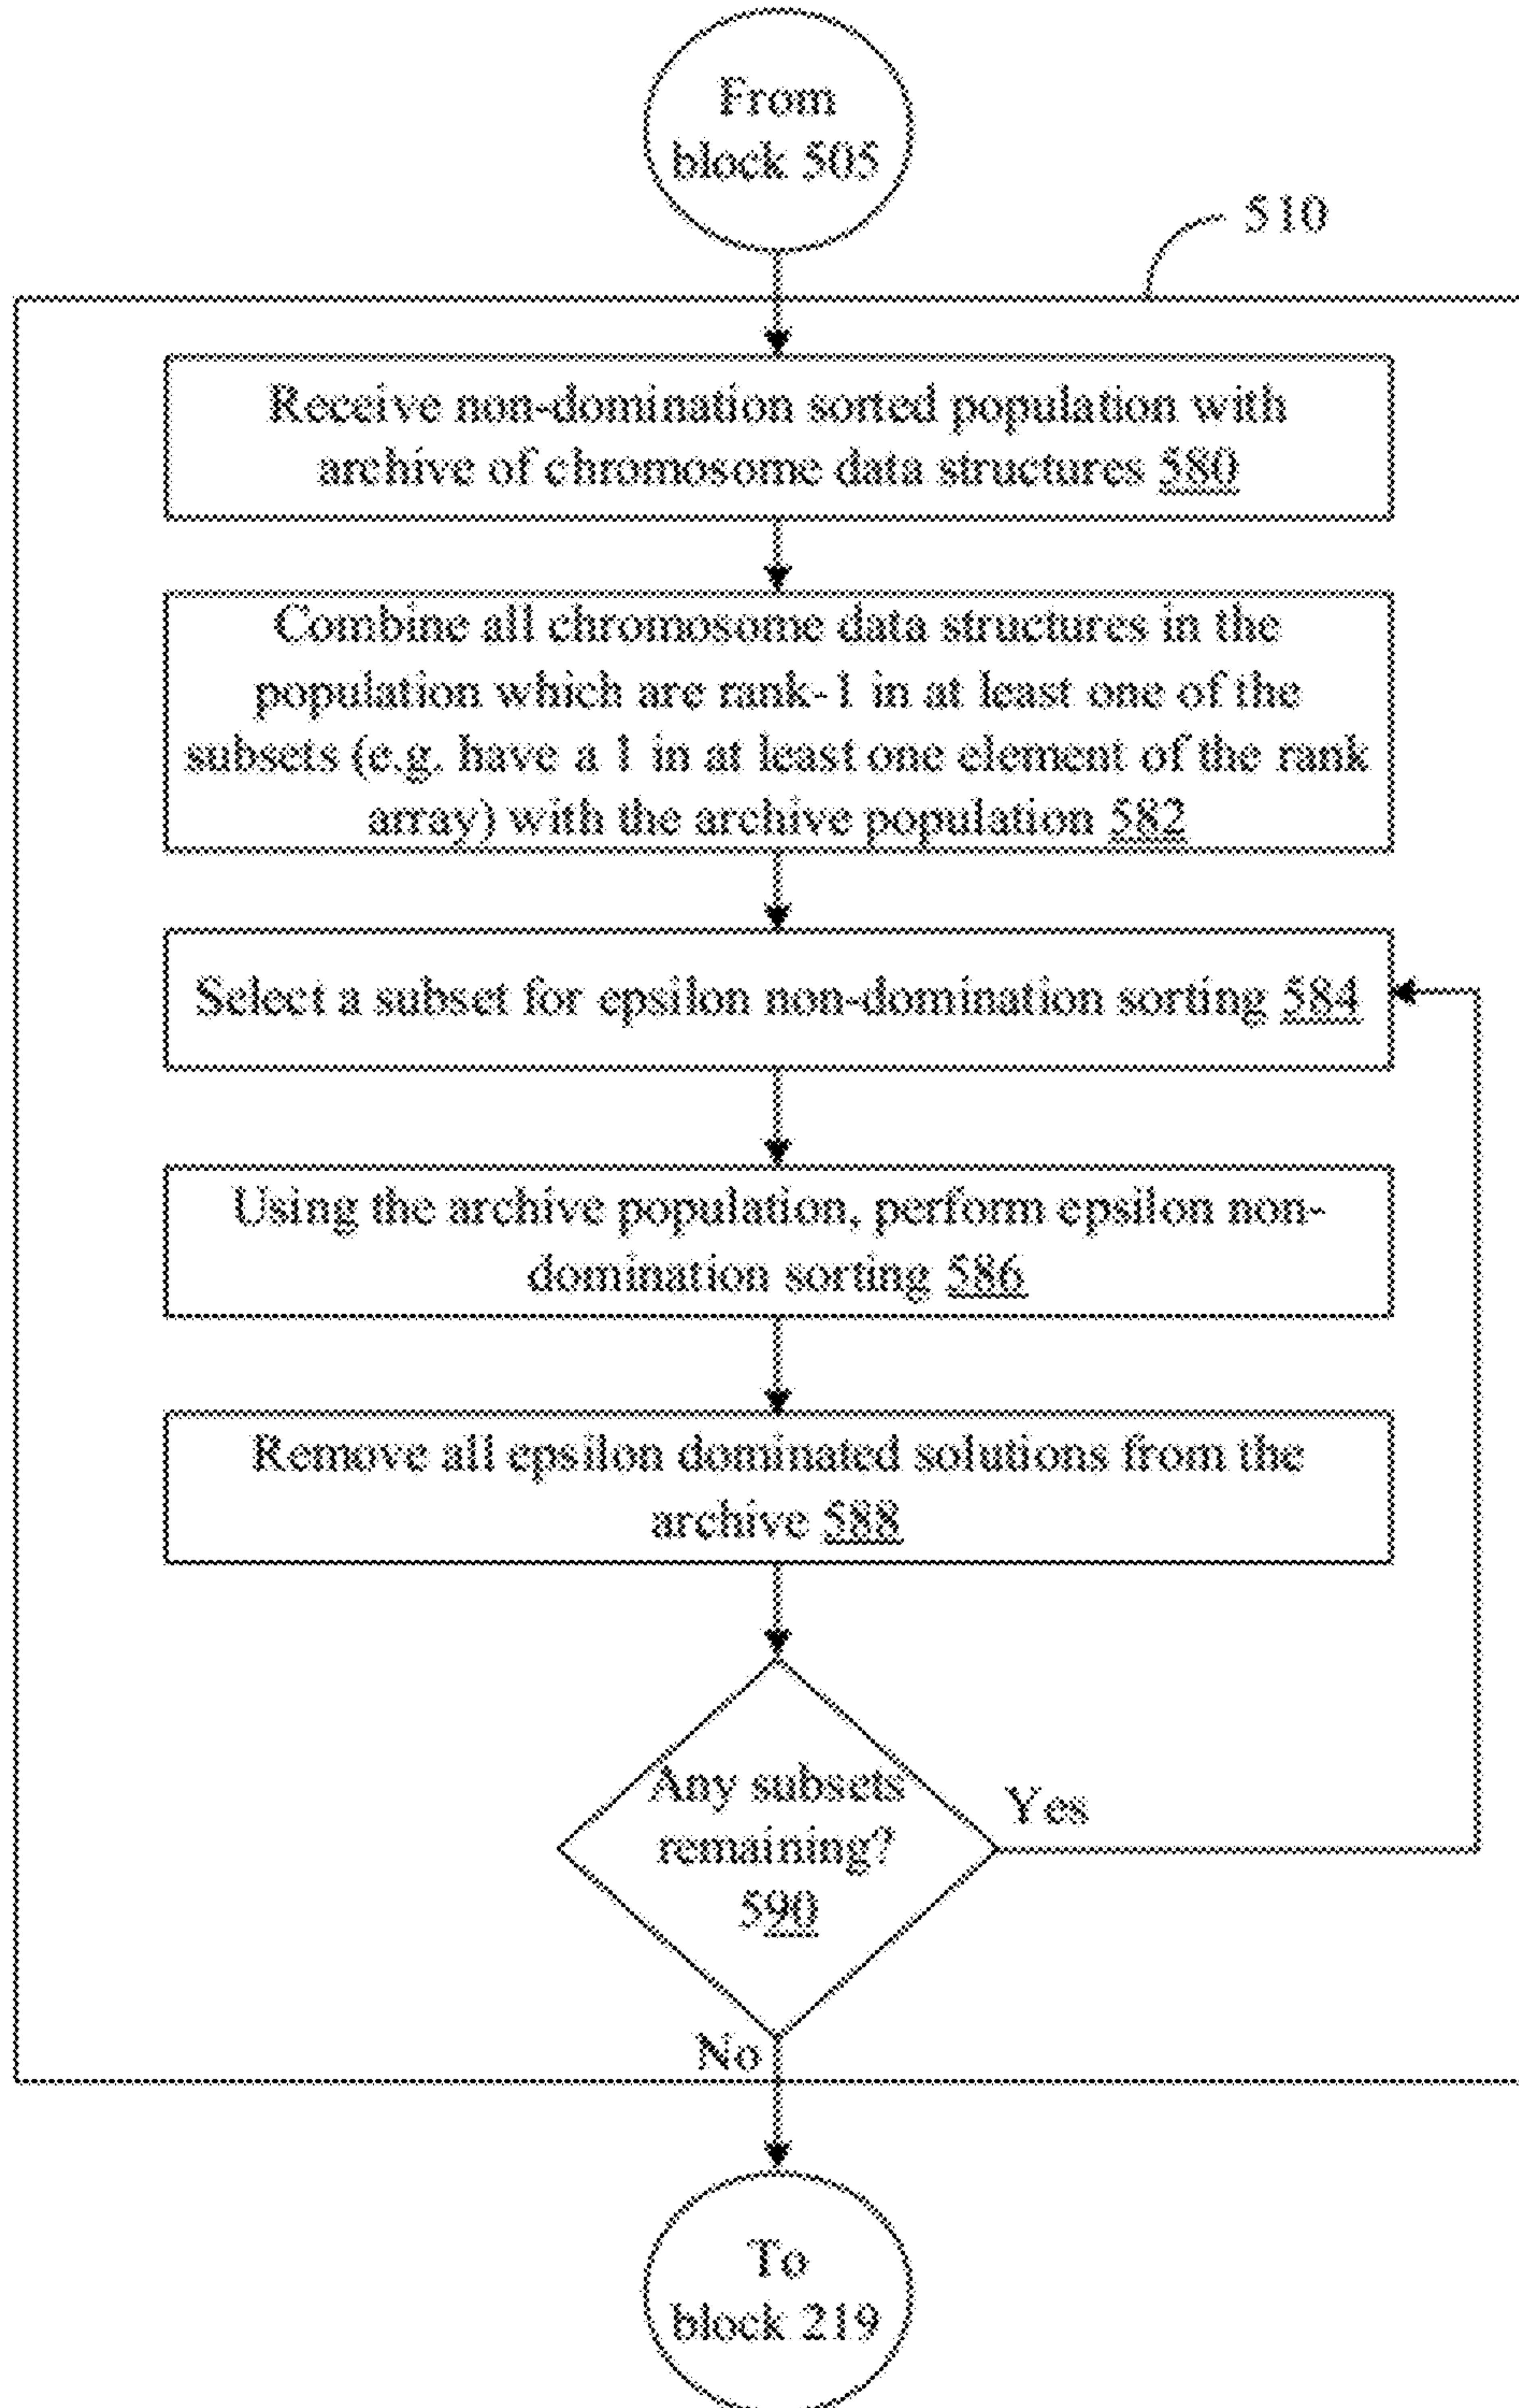 From
block 505
510
Receive non-domination sorted population with
archive of chromosome data structures 580
Combine all chromosome data structures in the
population which are rank-1 in at least one of the
subsets (e.g. have a 1 in at least one element of the rank
array) with the archive population 582
Select a subset for epsilon non-domination sorting 584
Using the archive population, perform epsilon non-
domination sorting 586
Remove all epsilon dominated solutions from the
archive 588
Any subsets
remaining?
590
Yes
No
To
block 219